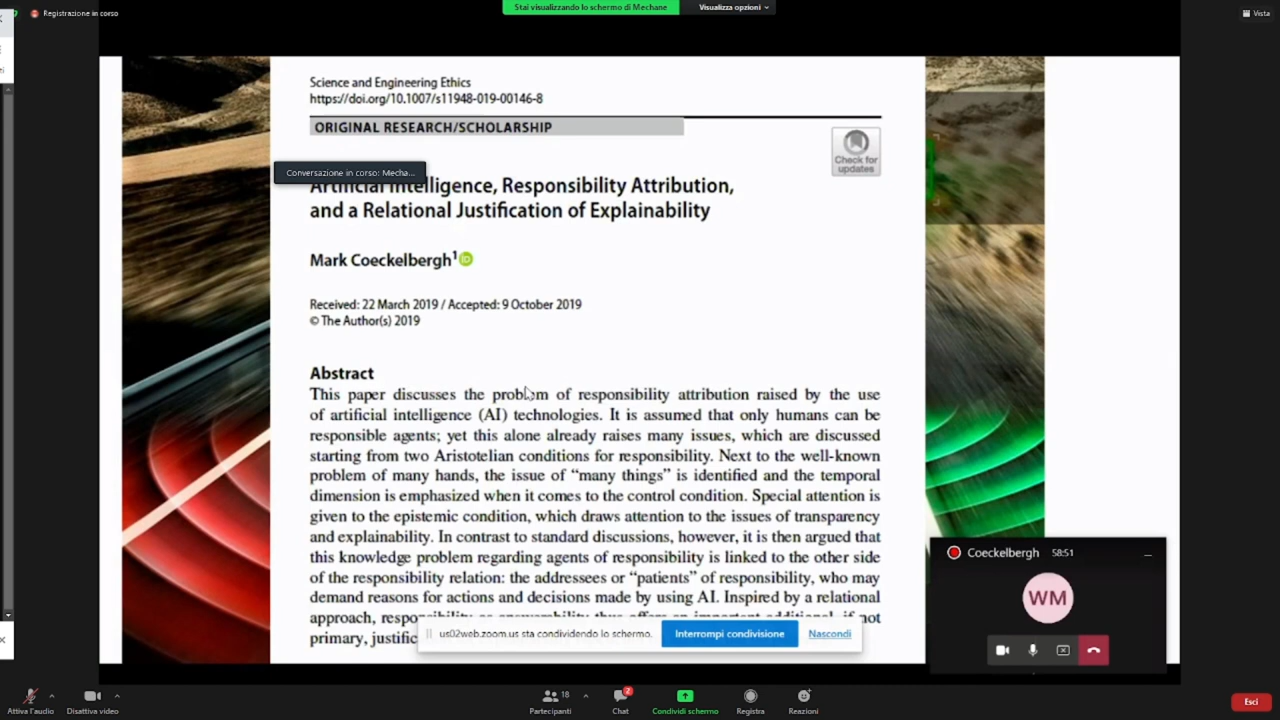 Registrazione in corso
Stai visualizzando lo schermo di Mechane
Visualizza opzioni
Vista
Science and Engineering Ethics
https://doi.org/10.1007/s11948-019-00146-8
ORIGINAL RESEARCH/SCHOLARSHIP
Check for
updates
Conversazione in corso: Mecha...
Artificial Intelligence, Responsibility Attribution,
and a Relational Justification of Explainability
Mark Coeckelbergh1
Received: 22 March 2019 / Accepted: 9 October 2019
© The Author(s) 2019
Abstract
This paper discusses the problem of responsibility attribution raised by the use
of artificial intelligence (AI) technologies. It is assumed that only humans can be
responsible agents; yet this alone already raises many issues, which are discussed
starting from two Aristotelian conditions for responsibility. Next to the well-known
problem of many hands, the issue of “many things” is identified and the temporal
dimension is emphasized when it comes to the control condition. Special attention is
given to the epistemic condition, which draws attention to the issues of transparency
and explainability. In contrast to standard discussions, however, it is then argued that
this knowledge problem regarding agents of responsibility is linked to the other side
of the responsibility relation: the addressees or “patients” of responsibility, who may
demand reasons for actions and decisions made by using AI. Inspired by a relational
approach, responsibility as answerability thus offers an important additional, if not
primary, justific
us02web.zoom.us sta condividendo lo schermo.
Interrompi condivisione
Nascondi
Coeckelbergh
58:51
WM
Attiva l'audio
Disattiva video
18
Partecipanti
2
Chat
Condividi schermo
Registra
Reazioni
Esci